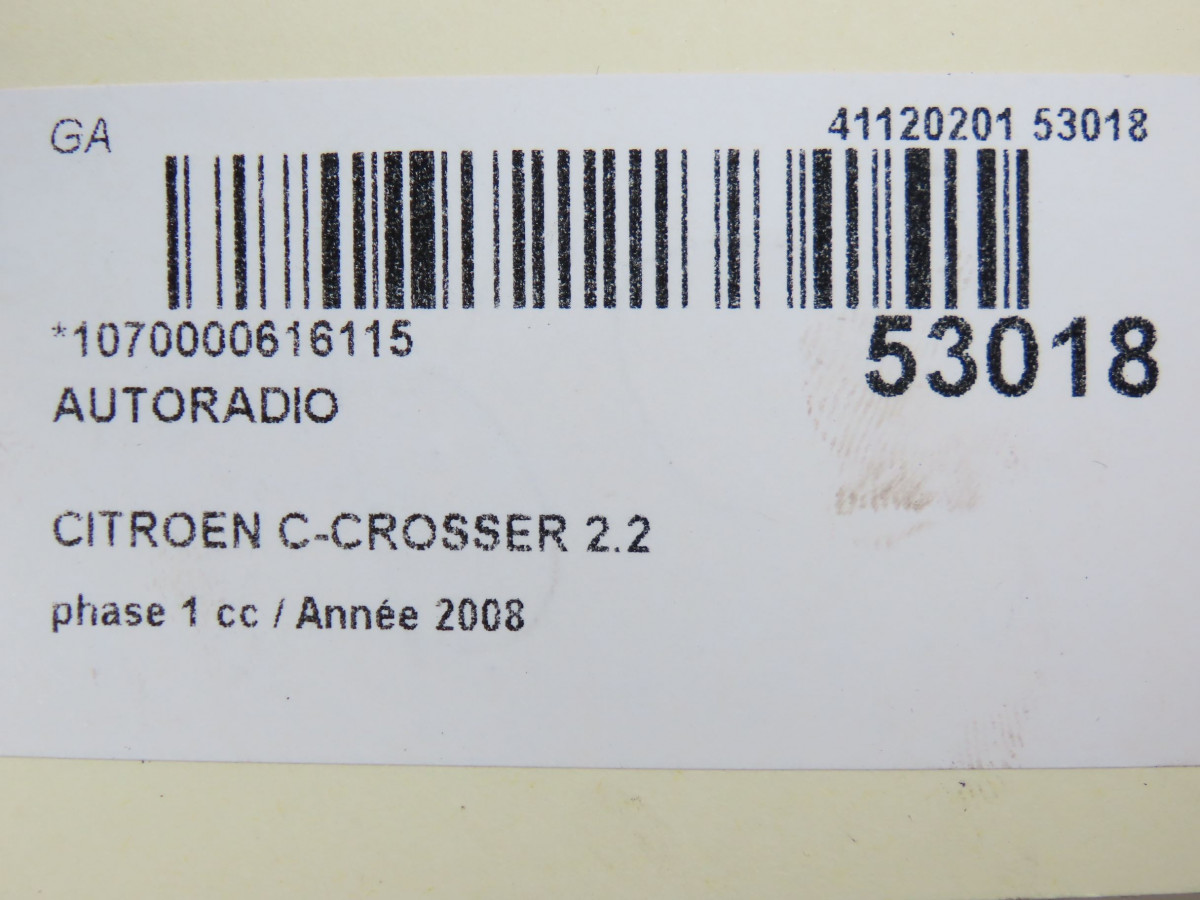 GA
41120201 53018
*1070000616115
53018
AUTORADIO
CITROEN C-CROSSER 2.2
phase 1 cc / Année 2008